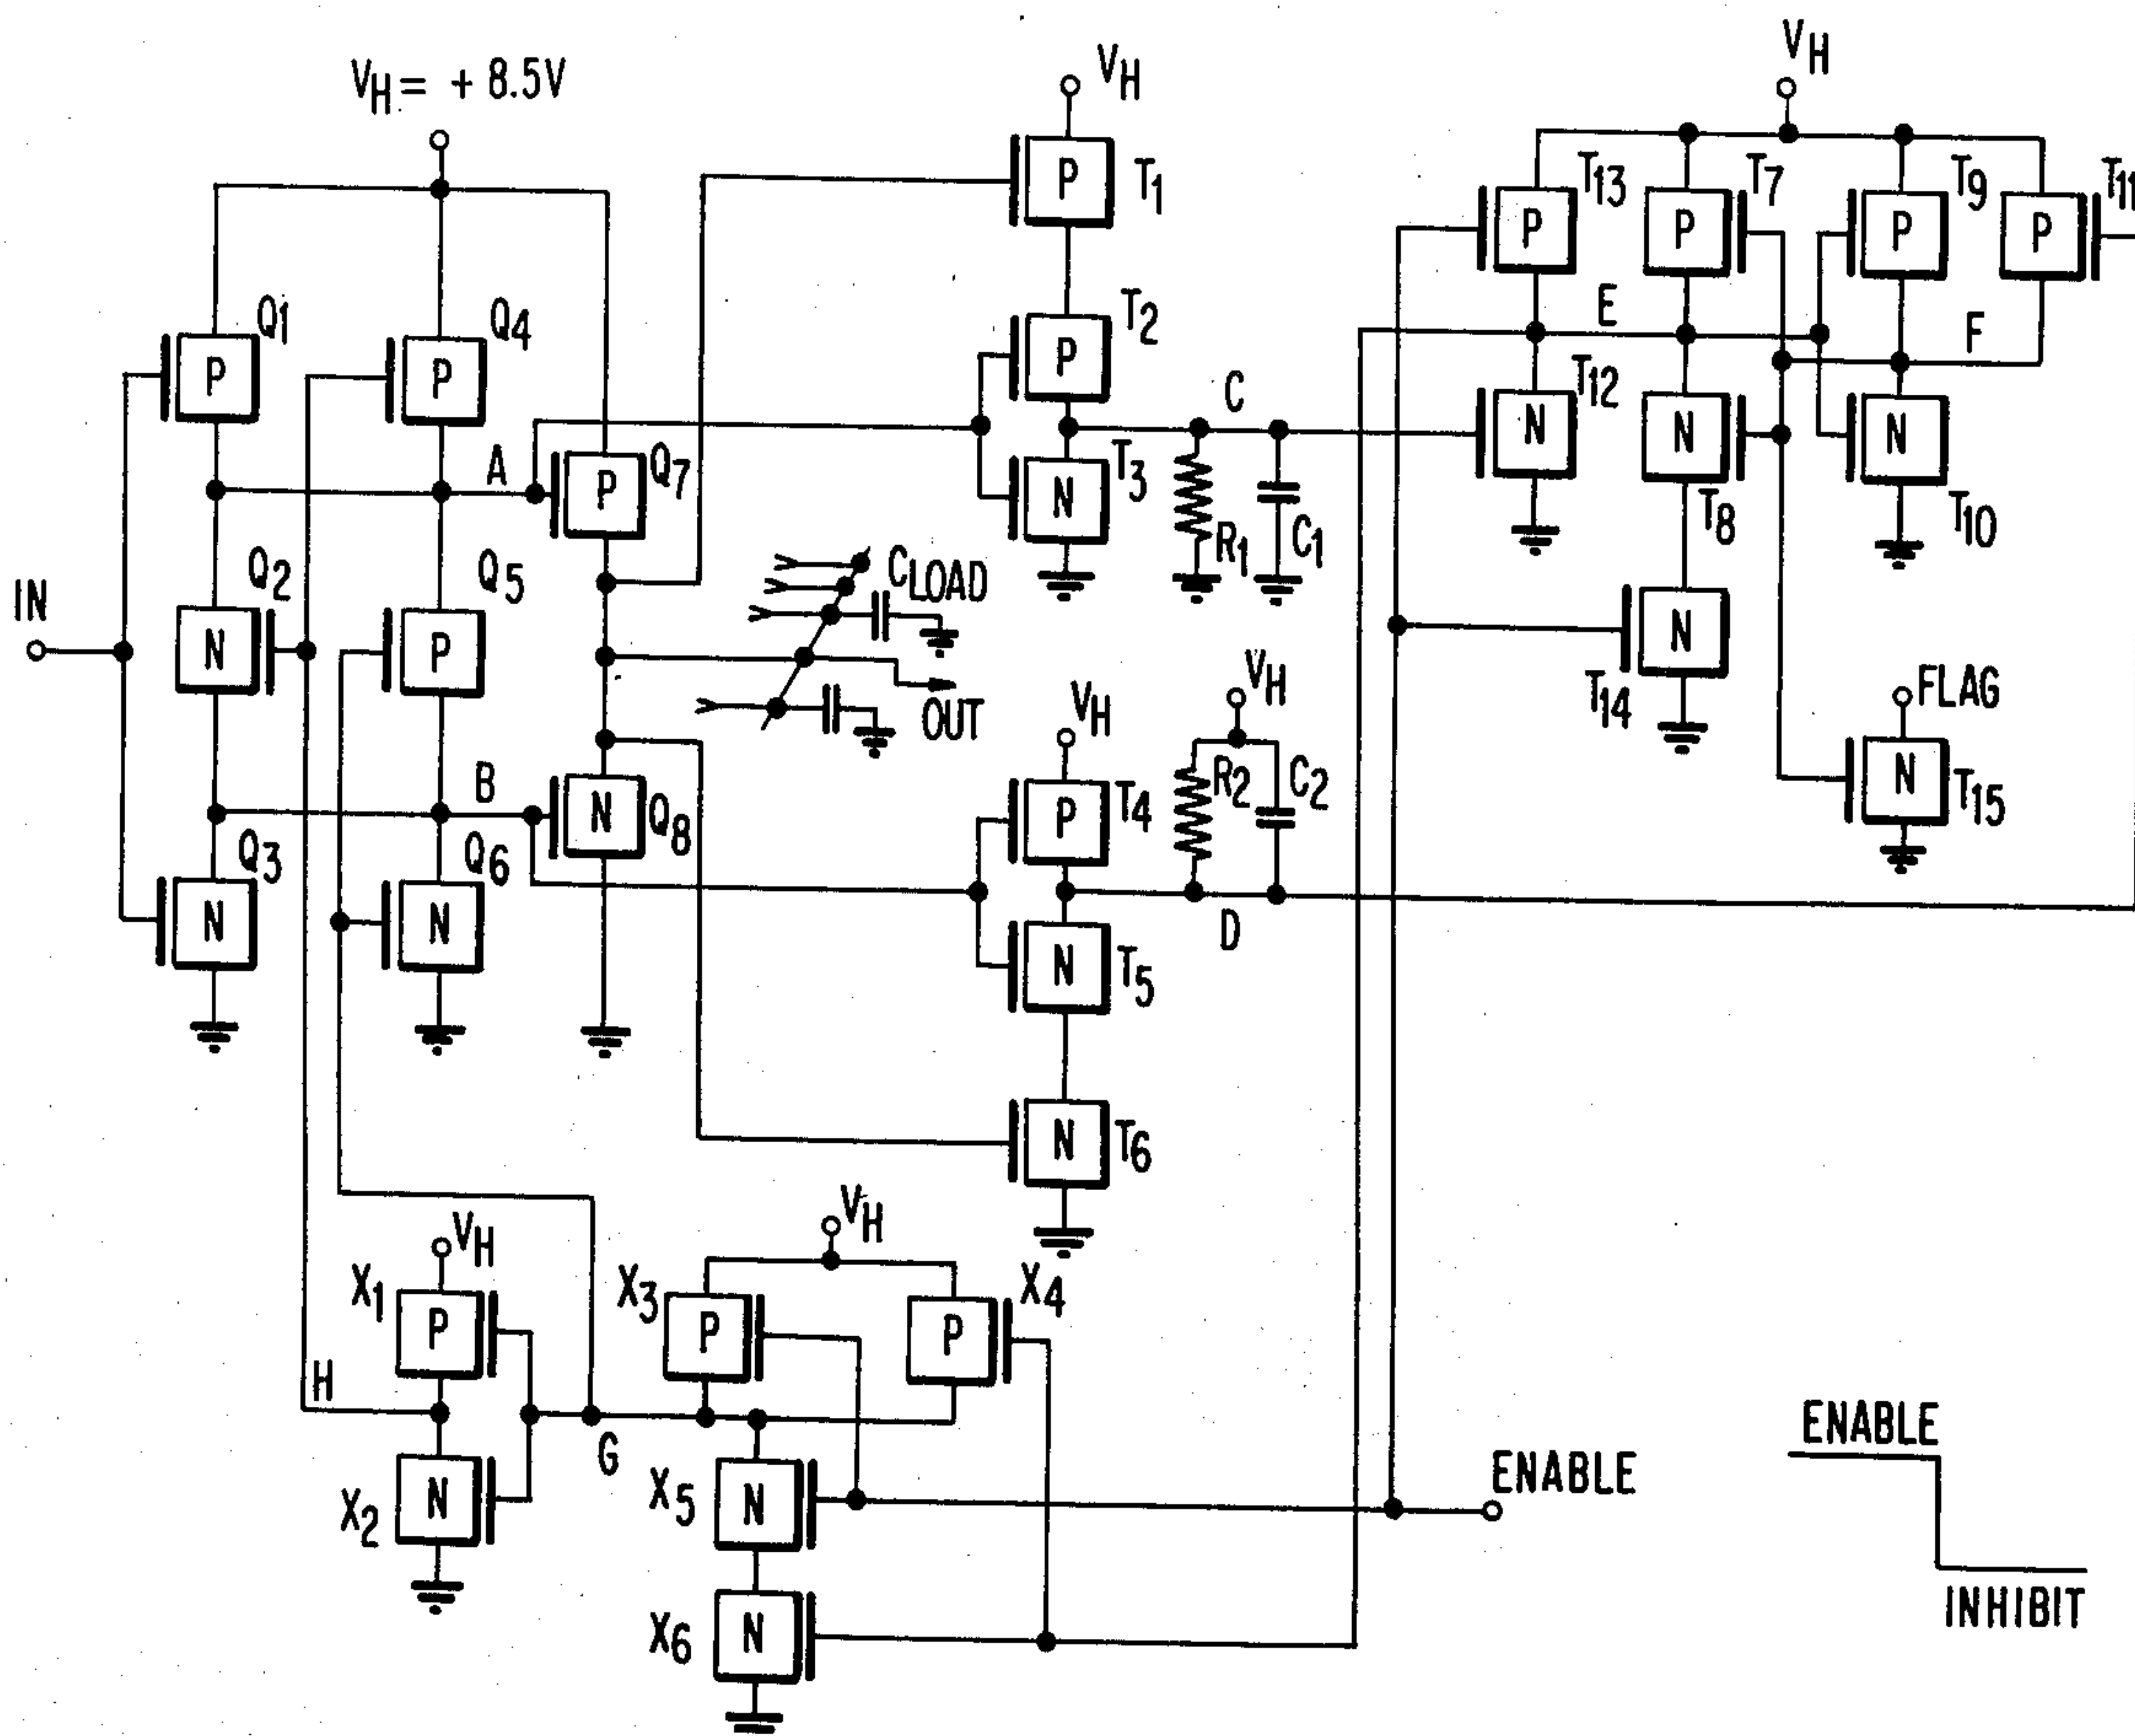 VH = + 8.5V
VH
VH
P
T1
T13
T7
T9
T11
P
P
P
P
Q1
Q4
T2
P
P
P
E
F
C
T12
A
Q7
P
T3
N
N
N
N
R1
C1
T8
T10
Q2
Q5
CLOAD
IN
N
P
N
OUT
VH
VH
T14
FLAG
B
N
Q8
P
T4
R2
C2
N
T15
Q3
Q6
N
N
D
N
T5
N
T6
VH
VH
X1
P
X3
P
P
X4
H
G
X2
N
X5
N
ENABLE
ENABLE
INHIBIT
X6
N